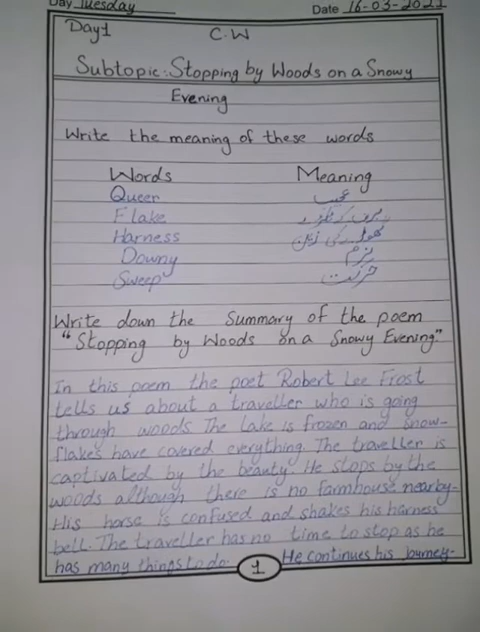 Day Tuesday Date 16-03-2021
Day1 C.W
Subtopic: Stopping by Woods on a Snowy
Evening
Write the meaning of these words
Words Meaning
Queer عجیب
Flake برف کے گالے
Harness گھوڑے کی زین
Downy نرم
Sweep حرکت
Write down the Summary of the poem
"Stopping by Woods on a Snowy Evening."
In this poem the poet Robert Lee Frost
tells us about a traveller who is going
through woods. The lake is frozen and snow-
flakes have covered everything. The traveller is
captivated by the beauty. He stops by the
woods although there is no farmhouse nearby-
His horse is confused and shakes his harness
bell. The traveller has no time to stop as he
has many things to do. He continues his journey-
1